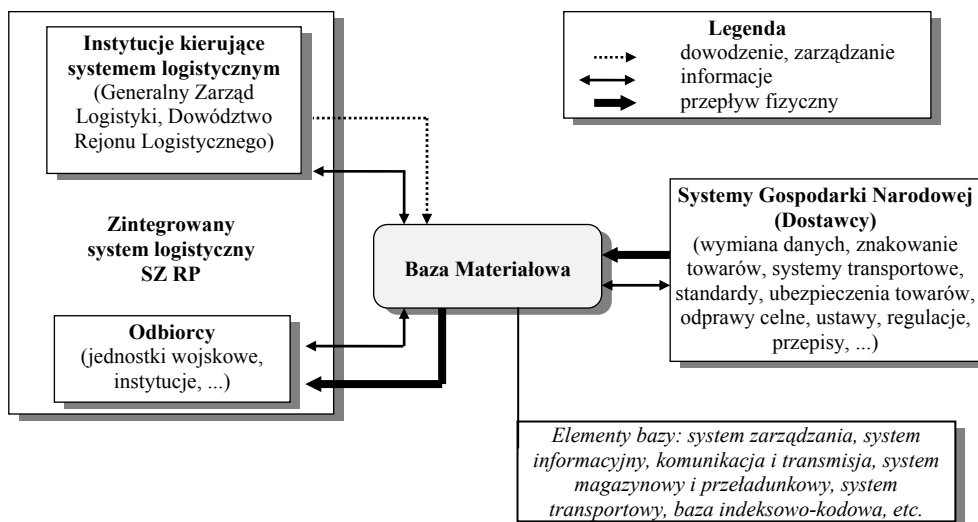 Instytucje kierujące
systemem logistycznym
(Generalny Zarząd
Logistyki, Dowództwo
Rejonu Logistycznego)
Zintegrowany
system logistyczny
SZ RP
Odbiorcy
(jednostki wojskowe,
instytucje, ...)
Baza Materiałowa
Legenda
dowodzenie, zarządzanie
informacje
przepływ fizyczny
Systemy Gospodarki Narodowej
(Dostawcy)
(wymiana danych, znakowanie
towarów, systemy transportowe,
standardy, ubezpieczenia towarów,
odprawy celne, ustawy, regulacje,
przepisy, ...)
Elementy bazy: system zarządzania, system
informacyjny, komunikacja i transmisja, system
magazynowy i przeładunkowy, system
transportowy, baza indeksowo-kodowa, etc.